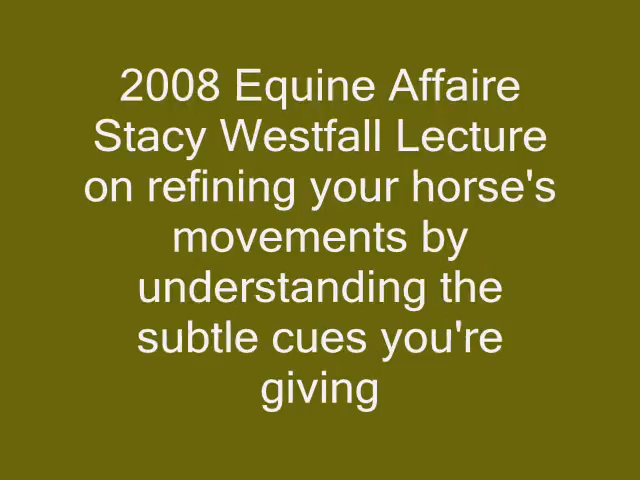 2008 Equine Affaire
Stacy Westfall Lecture
on refining your horse's
movements by
understanding the
subtle cues you're
giving